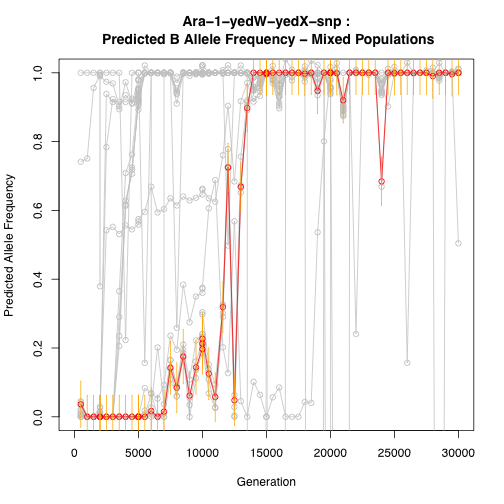 Ara−1−yedW−yedX−snp :
Predicted B Allele Frequency − Mixed Populations
Predicted Allele Frequency
1.0
0.8
0.6
0.4
0.2
0.0
0 5000 10000 15000 20000 25000 30000
Generation